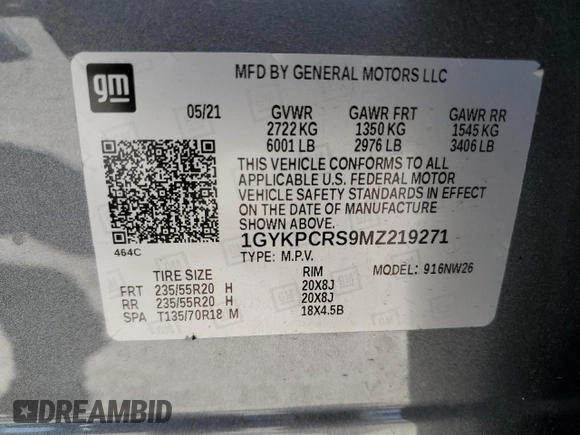 gm
MFD BY GENERAL MOTORS LLC
05/21 GVWR GAWR FRT GAWR RR
2722 KG 1350 KG 1545 KG
6001 LB 2976 LB 3406 LB
THIS VEHICLE CONFORMS TO ALL
APPLICABLE U.S. FEDERAL MOTOR
VEHICLE SAFETY STANDARDS IN EFFECT
ON THE DATE OF MANUFACTURE
SHOWN ABOVE.
464C
1GYKPCRS9MZ219271
TYPE: M.P.V. MODEL: 916NW26
TIRE SIZE RIM
FRT 235/55R20 H 20X8J
RR 235/55R20 H 20X8J
SPA T135/70R18 M 18X4.5B
DREAMBID